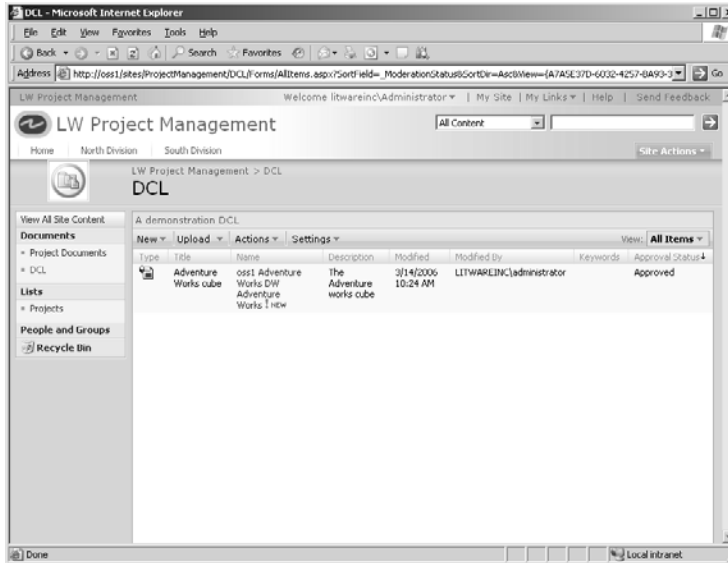 DCL - Microsoft Internet Explorer
File Edit View Favorites Tools Help
Back Search Favorites
Address http://oss1/sites/ProjectManagement/DCL/Forms/AllItems.aspx?SortField=_ModerationStatus&SortDir=Asc&View={A7A5E37D-6032-4257-8A93-3 Go
LW Project Management Welcome litwareinc\Administrator | My Site | My Links | Help | Send Feedback
LW Project Management All Content
Home North Division South Division Site Actions
LW Project Management > DCL
DCL
View All Site Content A demonstration DCL
Documents New Upload Actions Settings View: All Items
Project Documents Type Title Name Description Modified Modified By Keywords Approval Status
DCL Adventure oss1 Adventure The 3/14/2006 LITWAREINC\administrator Approved
Works cube Works DW Adventure 10:24 AM
Lists Adventure works cube
Projects Works ! NEW
People and Groups
Recycle Bin
Done Local intranet